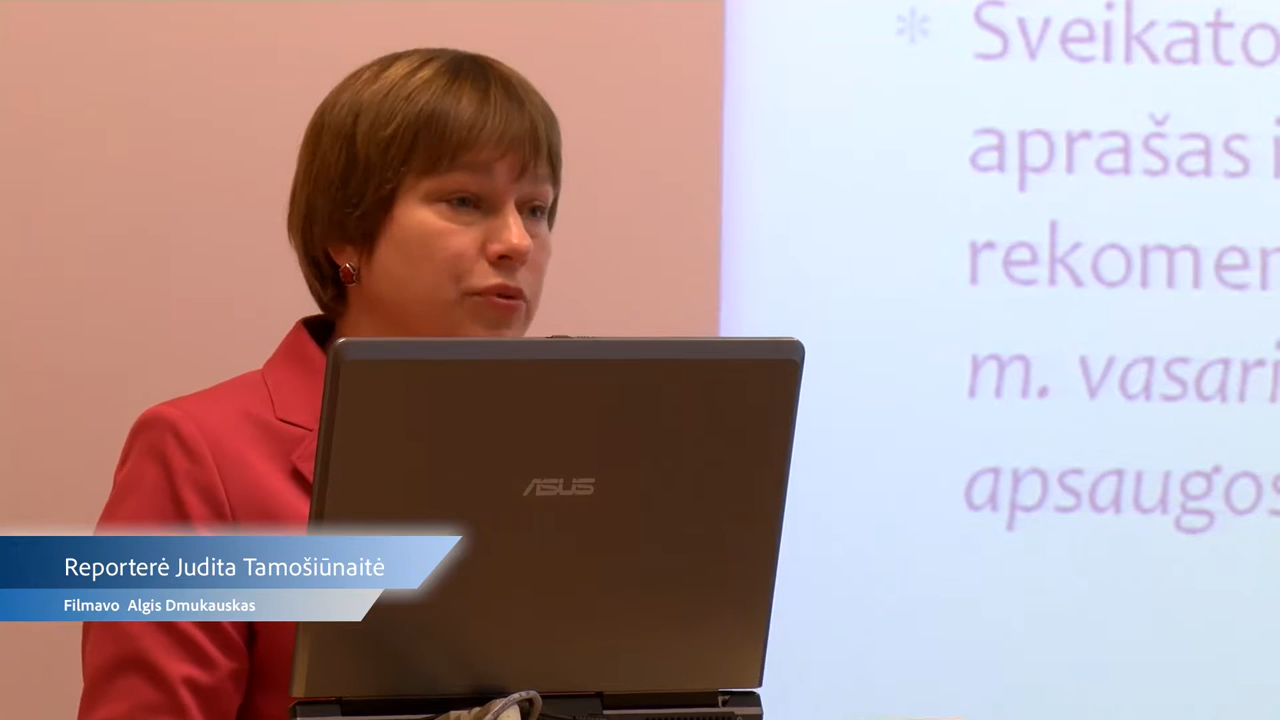 * Sveikato
aprašas i
rekomen
m. vasari
apsaugos
ASUS
Reporterė Judita Tamošiūnaitė
Filmavo Algis Dmukauskas